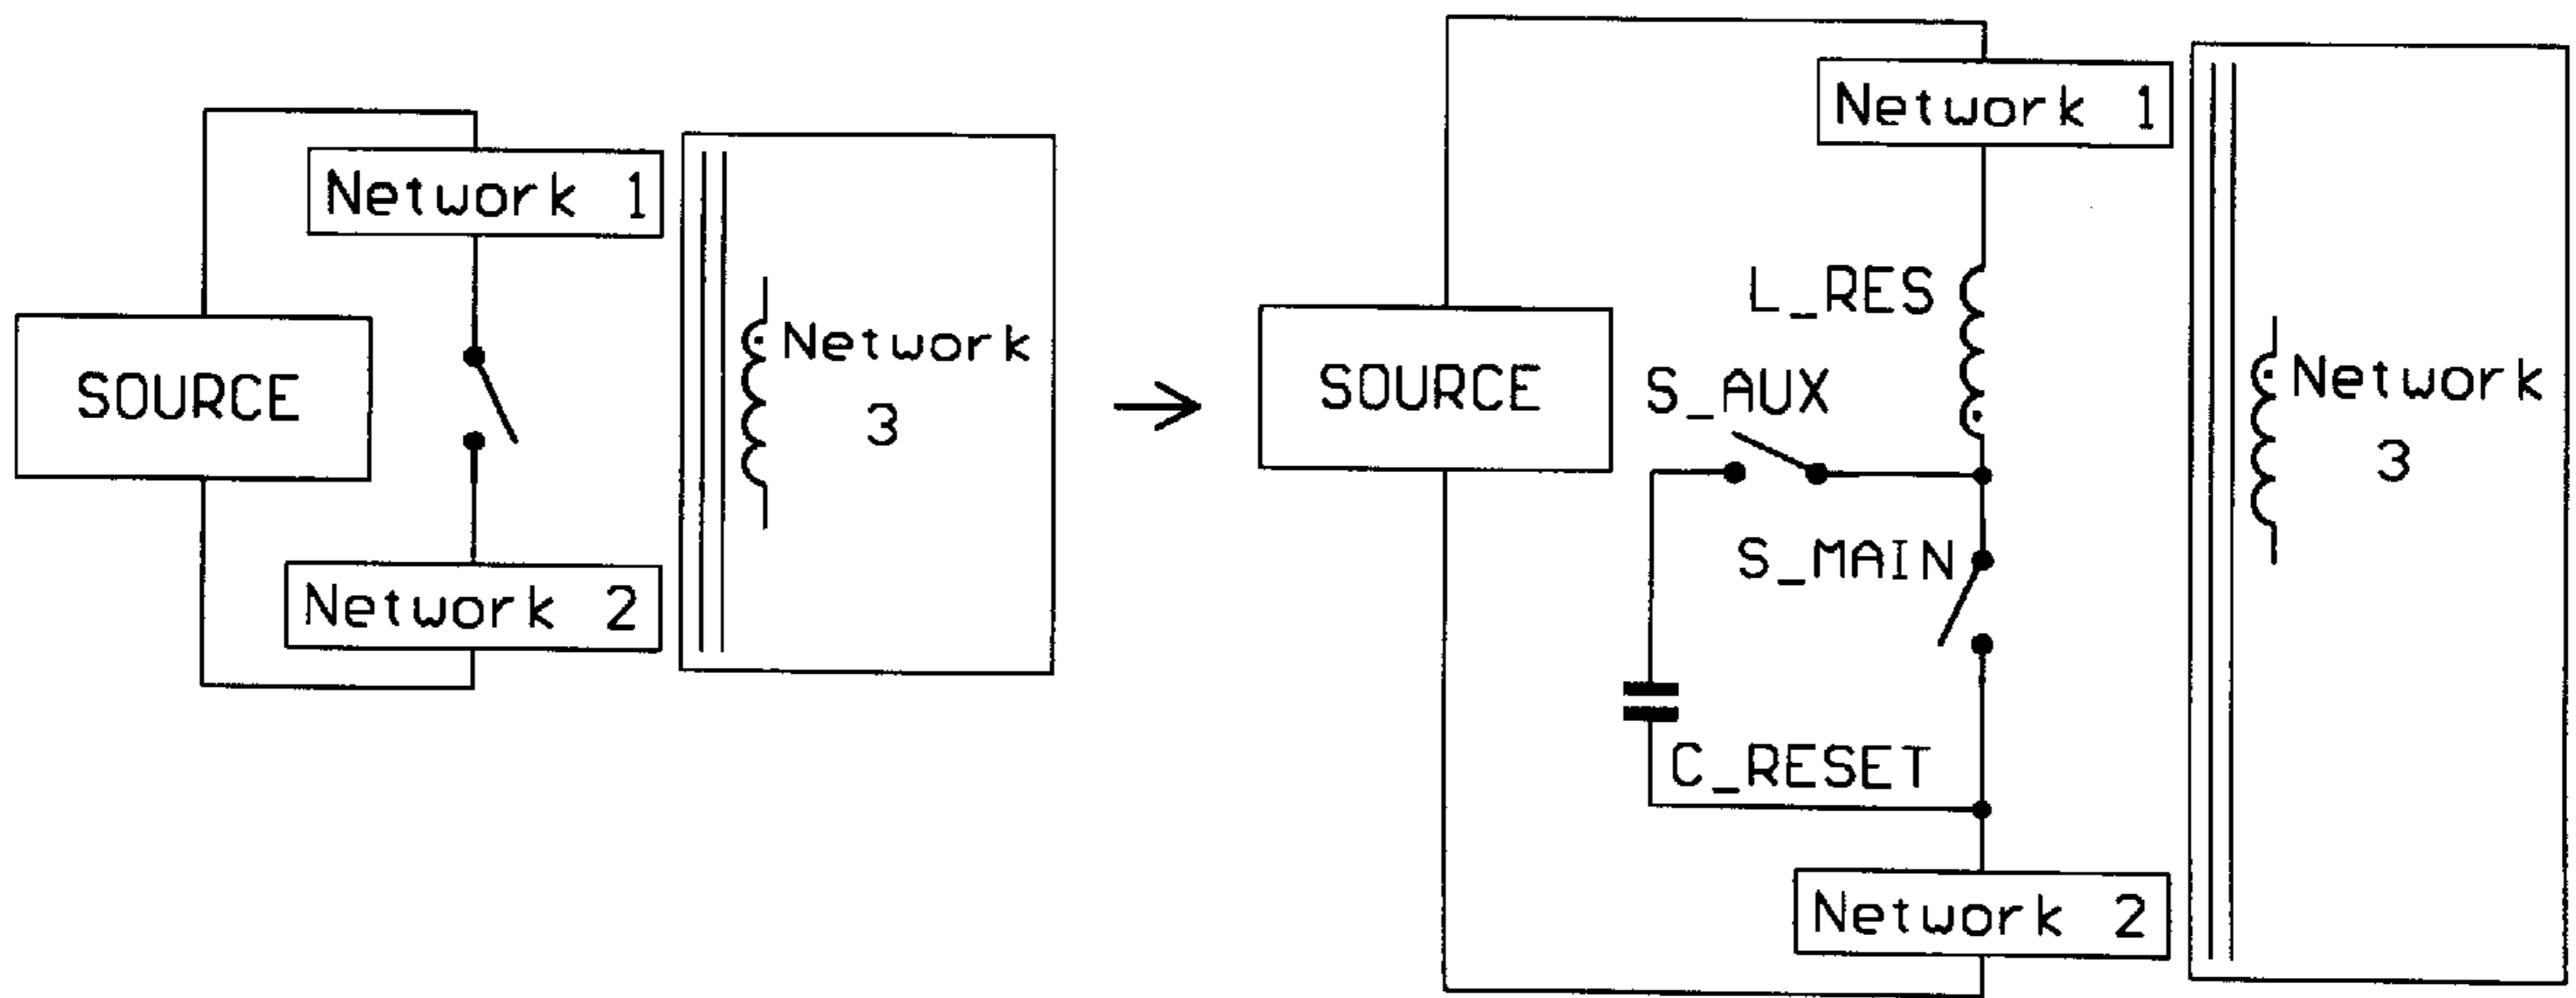 Network 1
SOURCE
Network
3
Network 2
Network 1
L_RES
SOURCE
S_AUX
Network
3
S_MAIN
C_RESET
Network 2